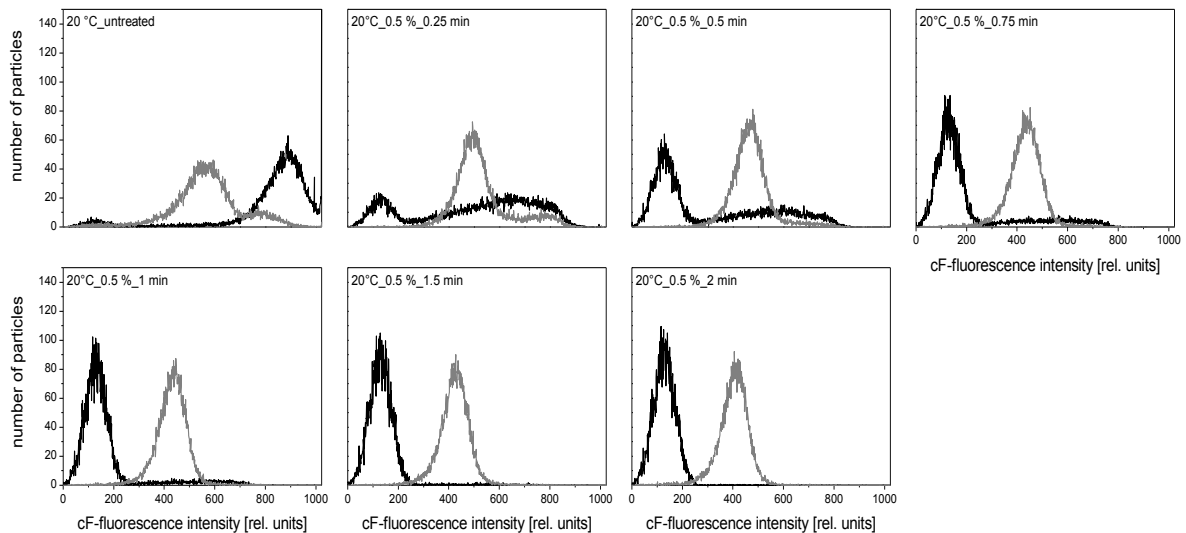 140
120
100
80
60
40
20
0
number of particles
20 °C_untreated
20°C_0.5 %_0.25 min
20°C_0.5 %_0.5 min
20°C_0.5 %_0.75 min
0 200 400 600 800 1000
cF-fluorescence intensity [rel. units]
140
120
100
80
60
40
20
0
number of particles
20°C_0.5 %_1 min
20°C_0.5 %_1.5 min
20°C_0.5 %_2 min
0 200 400 600 800 1000
0 200 400 600 800 1000
0 200 400 600 800 1000
cF-fluorescence intensity [rel. units]
cF-fluorescence intensity [rel. units]
cF-fluorescence intensity [rel. units]